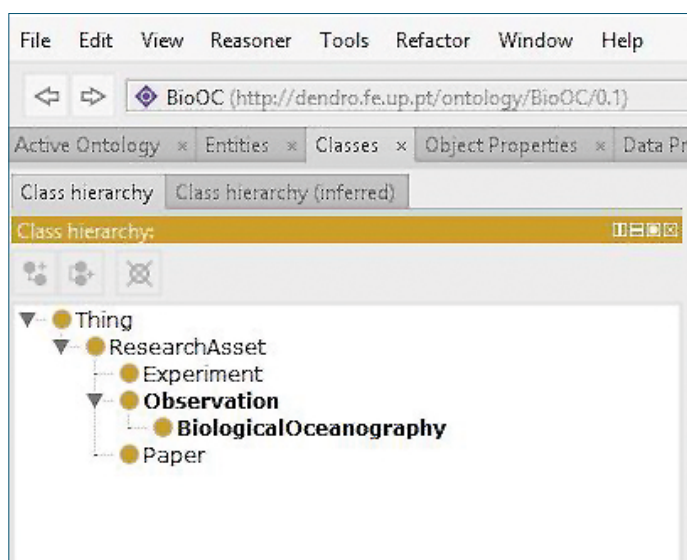 File Edit View Reasoner Tools Refactor Window Help
BioOC (http://dendro.fe.up.pt/ontology/BioOC/0.1)
Active Ontology × Entities × Classes × Object Properties × Data Pr
Class hierarchy Class hierarchy (inferred)
Class hierarchy:
Thing
ResearchAsset
Experiment
Observation
BiologicalOceanography
Paper